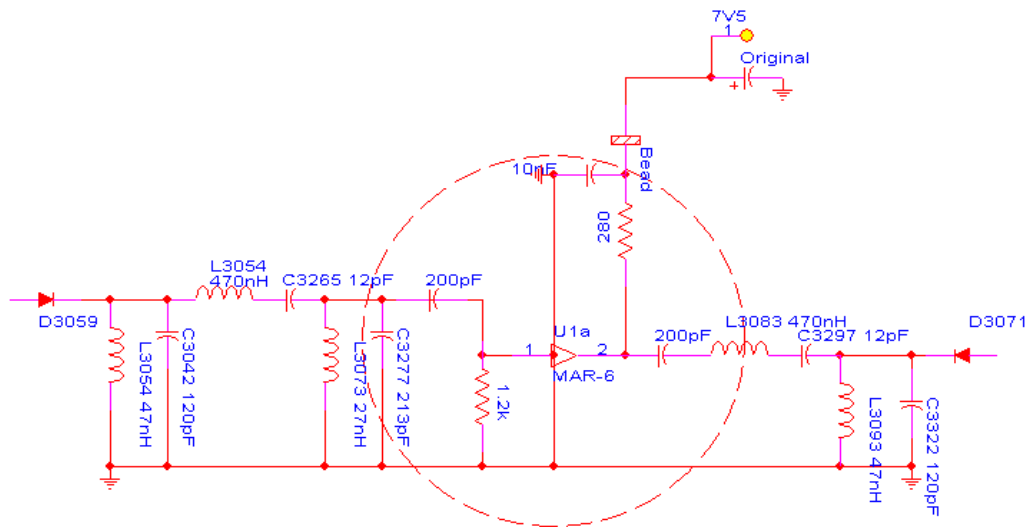 7V5
1
Original
+
Bead
10nF
280
L3054
470nH
C3265 12pF
200pF
D3059
L3054 47nH
C3042 120pF
L3073 27nH
C3277 213pF
1.2k
1
U1a
2
MAR-6
200pF
L3083 470nH
C3297 12pF
D3071
L3093 47nH
C3322 120pF